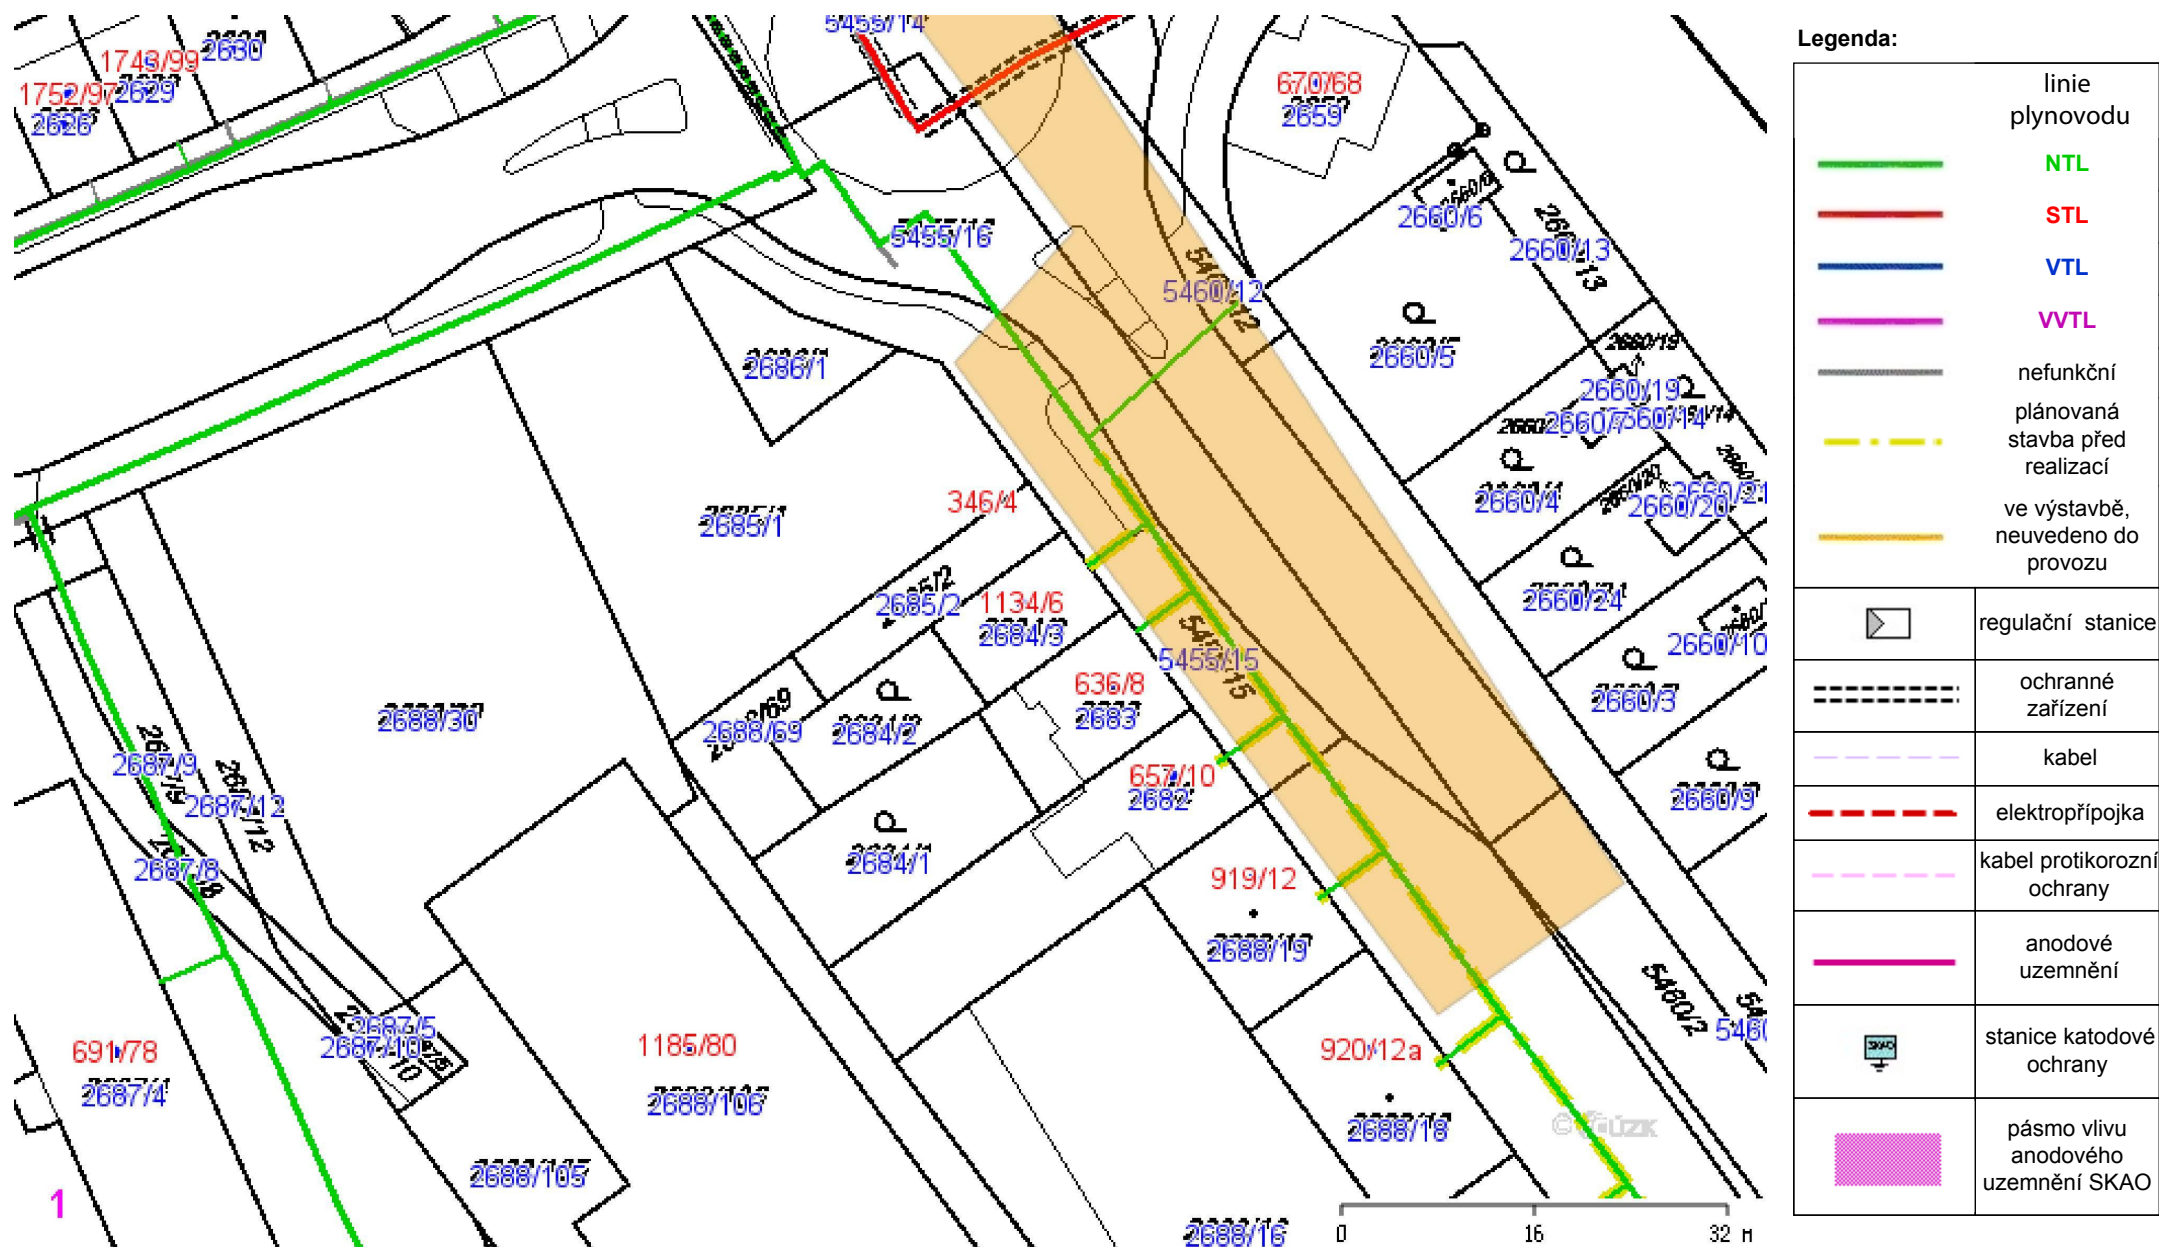 5455/14
2630
1743/99
1752/97
2629
2626
670/68
2659
2660/6
2660/13
5455/16
5460/12
2686/1
2660/5
2660/19
2660/7
2660/14
346/4
2685/1
2660/4
2660/20
2660/21
2685/2
1134/6
2684/3
2660/24
2660/10
5455/15
636/8
2683
2660/3
2688/30
2688/69
2684/2
657/10
2682
2687/9
2687/12
2660/9
2684/1
2687/8
919/12
2688/19
5460/2
2687/5
2687/10
691/78
2687/4
1185/80
2688/106
920/12a
2688/18
2688/105
2688/16
1
0 16 32 м
Legenda:
linie
plynovodu
NTL
STL
VTL
VVTL
nefunkční
plánovaná
stavba před
realizací
ve výstavbě,
neuvedeno do
provozu
regulační stanice
ochranné
zařízení
kabel
elektropřípojka
kabel protikorozní
ochrany
anodové
uzemnění
SKAO
stanice katodové
ochrany
pásmo vlivu
anodového
uzemnění SKAO